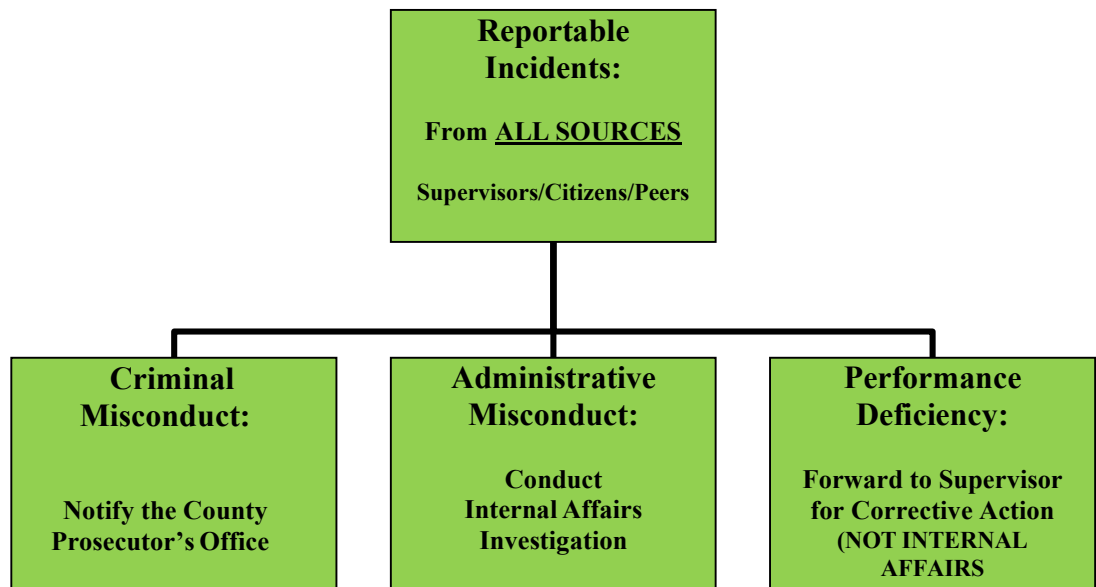 Reportable
Incidents:
From ALL SOURCES
Supervisors/Citizens/Peers
Criminal
Misconduct:
Notify the County
Prosecutor's Office
Administrative
Misconduct:
Conduct
Internal Affairs
Investigation
Performance
Deficiency:
Forward to Supervisor
for Corrective Action
(NOT INTERNAL
AFFAIRS